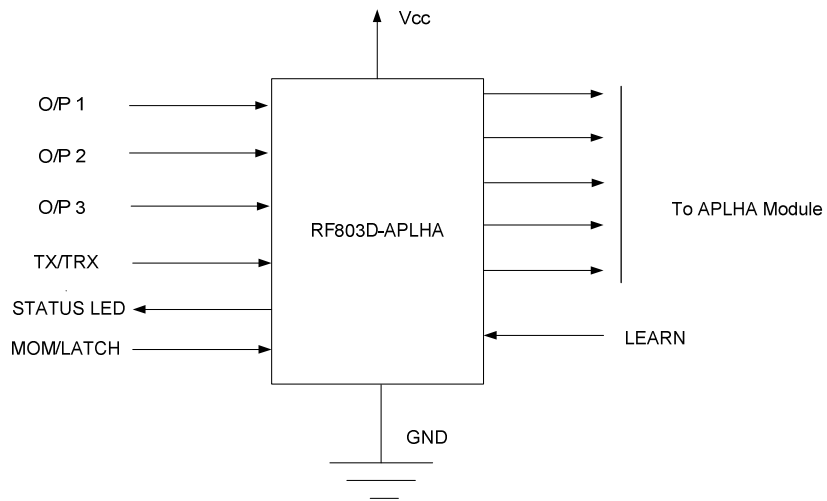 Vcc
O/P 1
O/P 2
O/P 3
TX/TRX
STATUS LED
MOM/LATCH
RF803D-APLHA
To APLHA Module
LEARN
GND